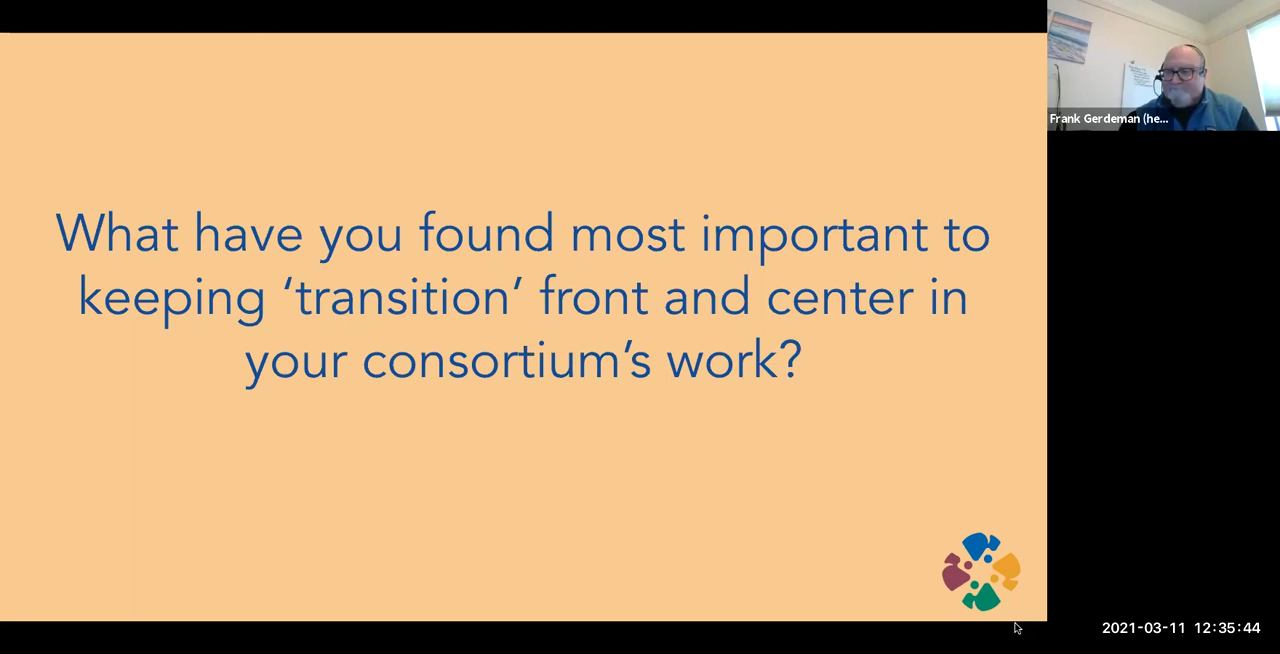 What have you found most important to
keeping ‘transition’ front and center in
your consortium’s work?
Frank Gerdeman (he...
2021-03-11 12:35:44